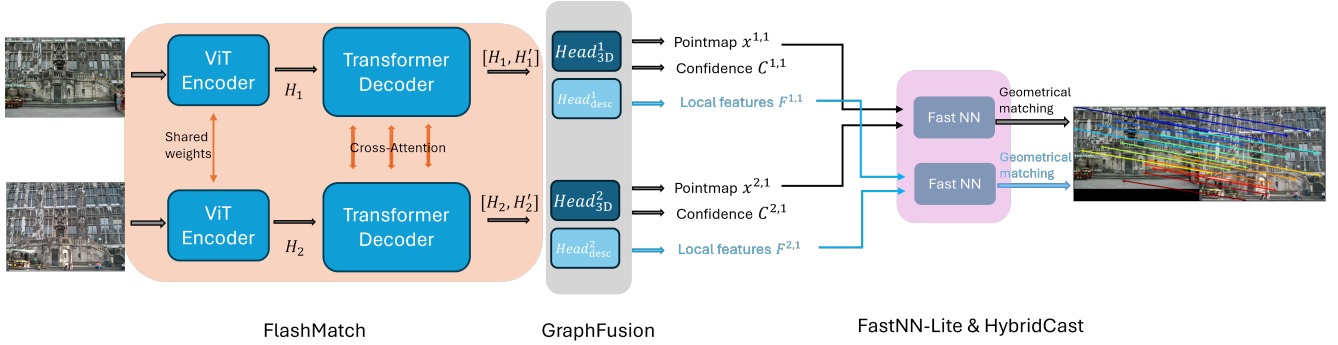 ViT
Encoder
H₁
Transformer
Decoder
[H₁, H₁′]
Shared
weights
Cross-Attention
ViT
Encoder
H₂
Transformer
Decoder
[H₂, H₂′]
Head¹₃D
Head¹desc
Head²₃D
Head²desc
Pointmap x¹,¹
Confidence C¹,¹
Local features F¹,¹
Pointmap x²,¹
Confidence C²,¹
Local features F²,¹
Fast NN
Fast NN
Geometrical
matching
Geometrical
matching
FlashMatch
GraphFusion
FastNN-Lite & HybridCast